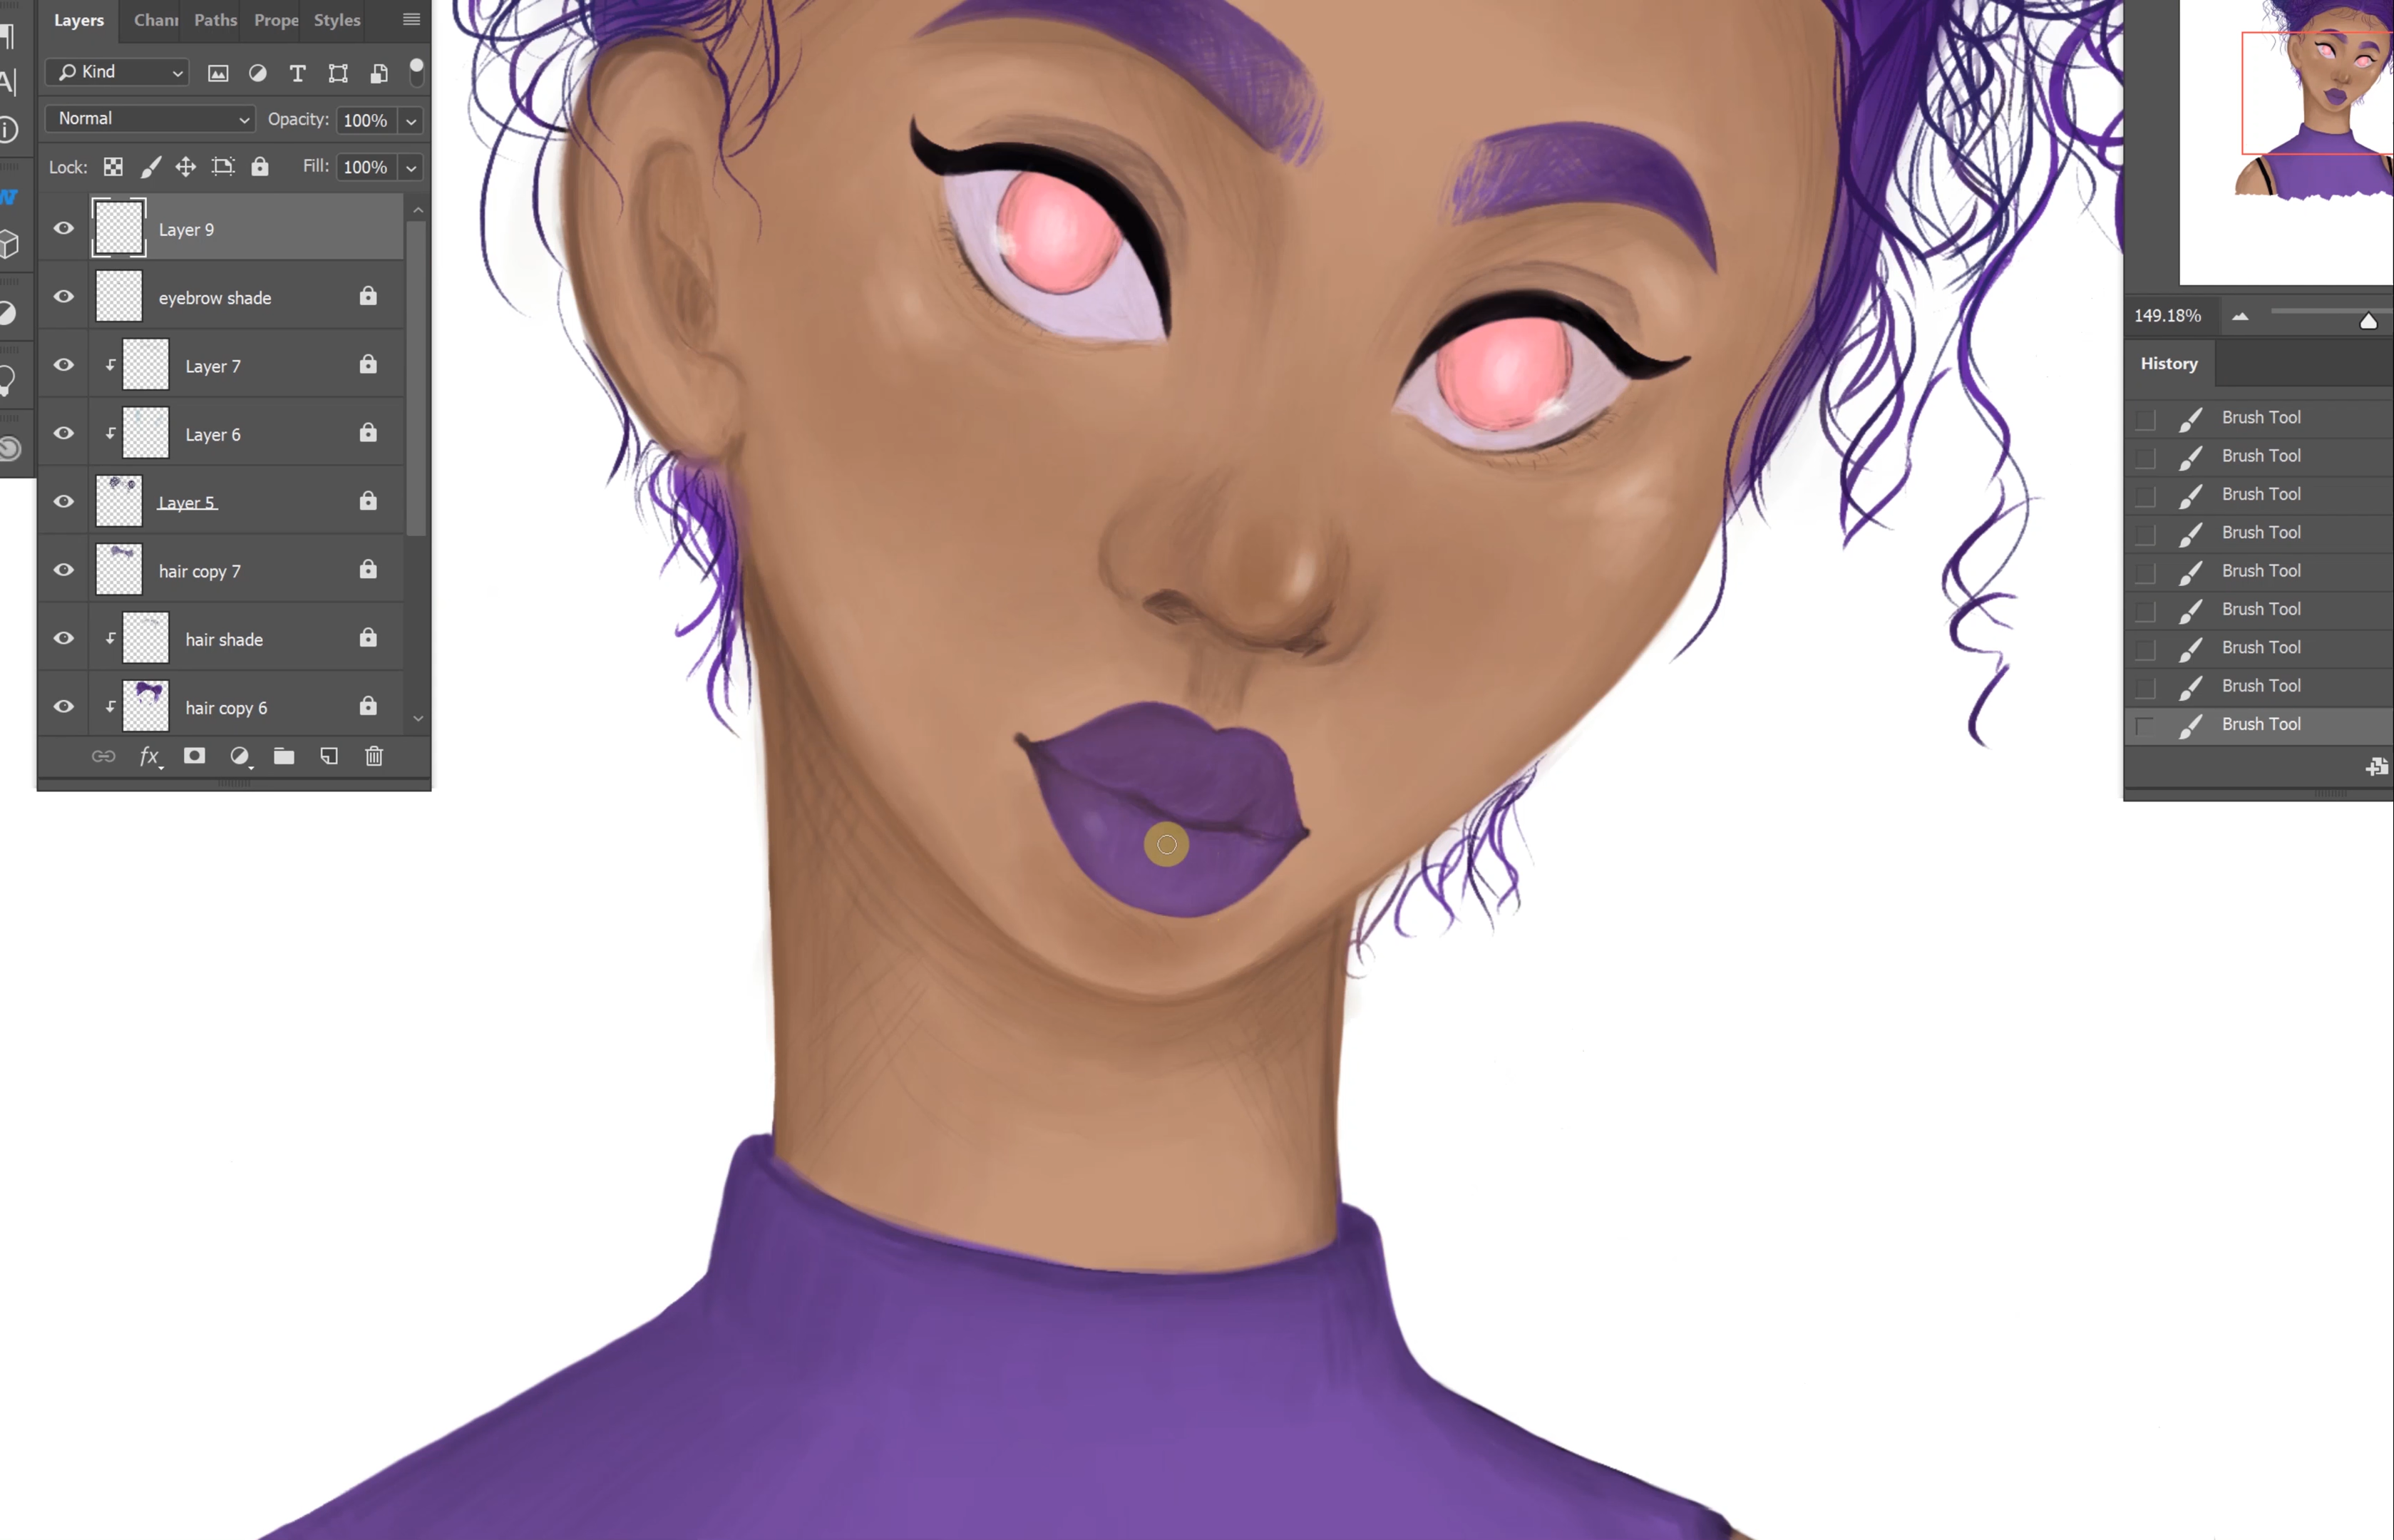 Layers Chann Paths Prope Styles
Kind
Normal Opacity: 100%
Lock: Fill: 100%
Layer 9
eyebrow shade
Layer 7
Layer 6
Layer 5
hair copy 7
hair shade
hair copy 6
A
149.18%
History
Brush Tool
Brush Tool
Brush Tool
Brush Tool
Brush Tool
Brush Tool
Brush Tool
Brush Tool
Brush Tool